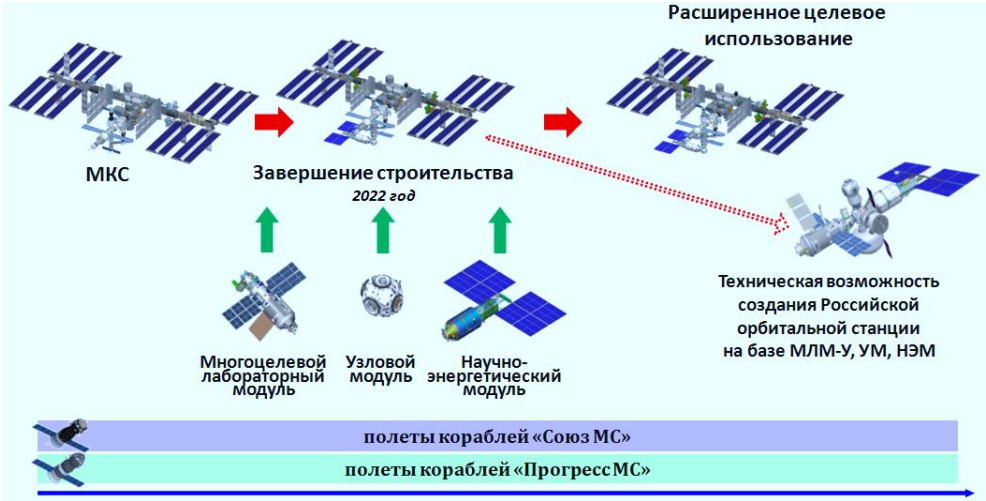 Расширенное целевое
использование
МКС
Завершение строительства
2022 год
Многоцелевой
лабораторный
модуль
Узловой
модуль
Научно-
энергетический
модуль
Техническая возможность
создания Российской
орбитальной станции
на базе МЛМ-У, УМ, НЭМ
полеты кораблей «Союз МС»
полеты кораблей «Прогресс МС»